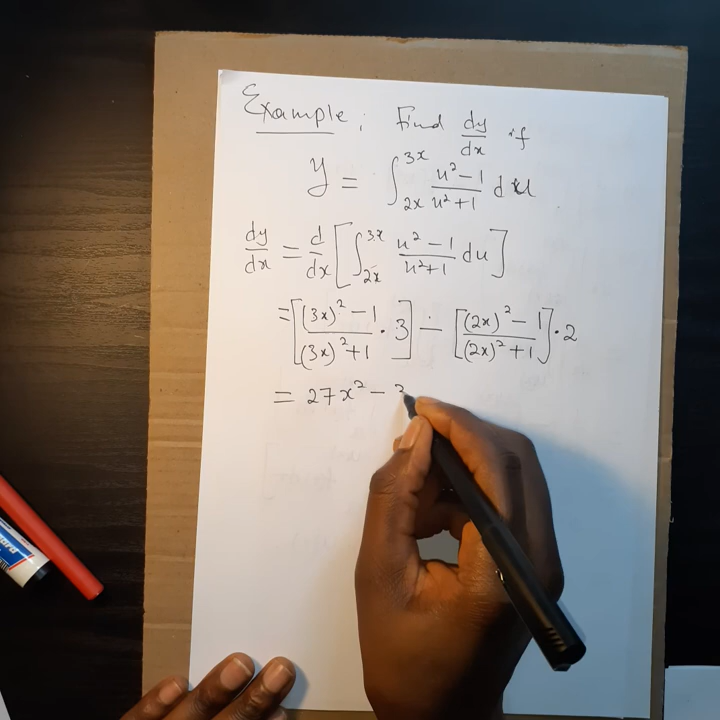 Example; Find dy/dx if
y = ∫_{2x}^{3x} (u² - 1)/(u² + 1) du
dy/dx = d/dx [∫_{2x}^{3x} (u² - 1)/(u² + 1) du]
= [((3x)² - 1)/((3x)² + 1) · 3] - [((2x)² - 1)/((2x)² + 1)] · 2
= 27x² -